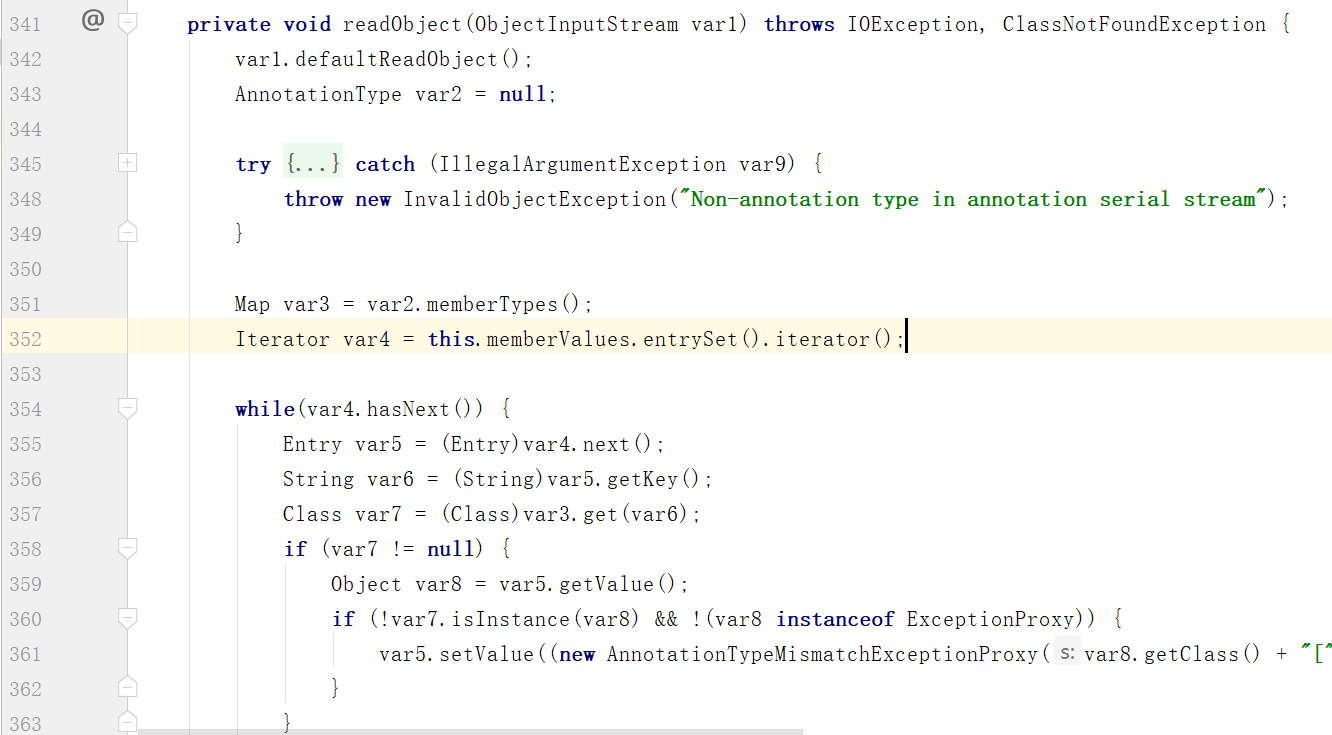 341 @ private void readObject(ObjectInputStream var1) throws IOException, ClassNotFoundException {
342 var1.defaultReadObject();
343 AnnotationType var2 = null;
344
345 try {...} catch (IllegalArgumentException var9) {
348 throw new InvalidObjectException("Non-annotation type in annotation serial stream");
349 }
350
351 Map var3 = var2.memberTypes();
352 Iterator var4 = this.memberValues.entrySet().iterator();
353
354 while(var4.hasNext()) {
355 Entry var5 = (Entry)var4.next();
356 String var6 = (String)var5.getKey();
357 Class var7 = (Class)var3.get(var6);
358 if (var7 != null) {
359 Object var8 = var5.getValue();
360 if (!var7.isInstance(var8) && !(var8 instanceof ExceptionProxy)) {
361 var5.setValue((new AnnotationTypeMismatchExceptionProxy( s: var8.getClass() + "["
362 }
363 }